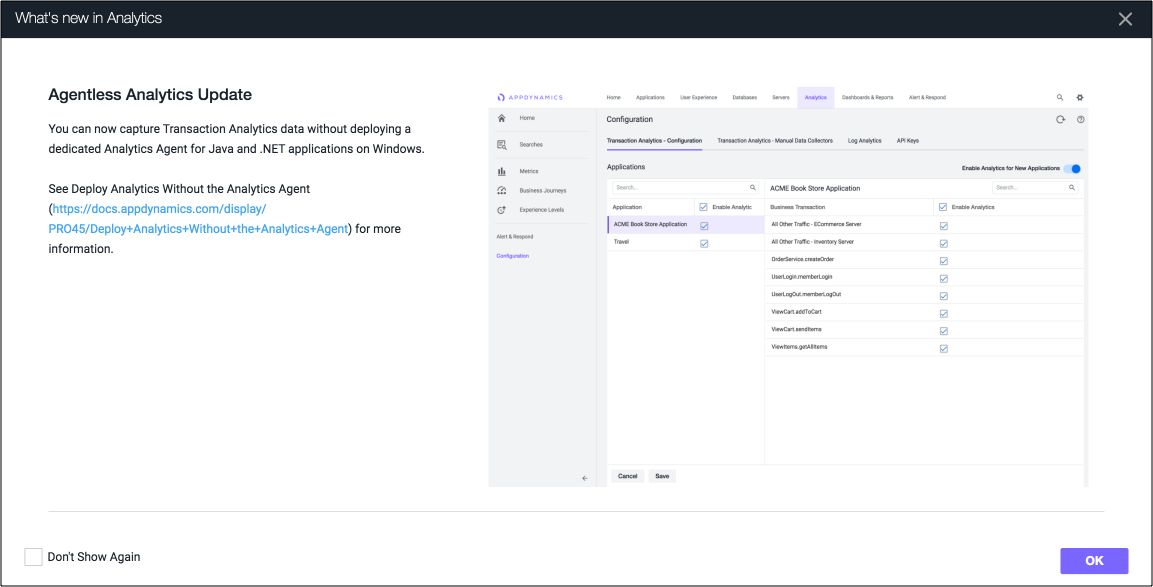 What's new in Analytics
Agentless Analytics Update
You can now capture Transaction Analytics data without deploying a
dedicated Analytics Agent for Java and .NET applications on Windows.
See Deploy Analytics Without the Analytics Agent
(https://docs.appdynamics.com/display/
PRO45/Deploy+Analytics+Without+the+Analytics+Agent) for more
information.
APPDYNAMICS
Home Applications User Experience Databases Servers Analytics Dashboards & Reports Alert & Respond
Home
Searches
Metrics
Business Journeys
Experience Levels
Alert & Respond
Configuration
Configuration
Transaction Analytics - Configuration Transaction Analytics - Manual Data Collectors Log Analytics API Keys
Applications Enable Analytics for New Applications
Search... ACME Book Store Application Search...
Application Enable Analytic Business Transaction Enable Analytics
ACME Book Store Application All Other Traffic - ECommerce Server
Travel All Other Traffic - Inventory Server
OrderService.createOrder
UserLogin.memberLogin
UserLogOut.memberLogOut
ViewCart.addToCart
ViewCart.sendItems
ViewItems.getAllItems
Cancel Save
Don't Show Again
OK